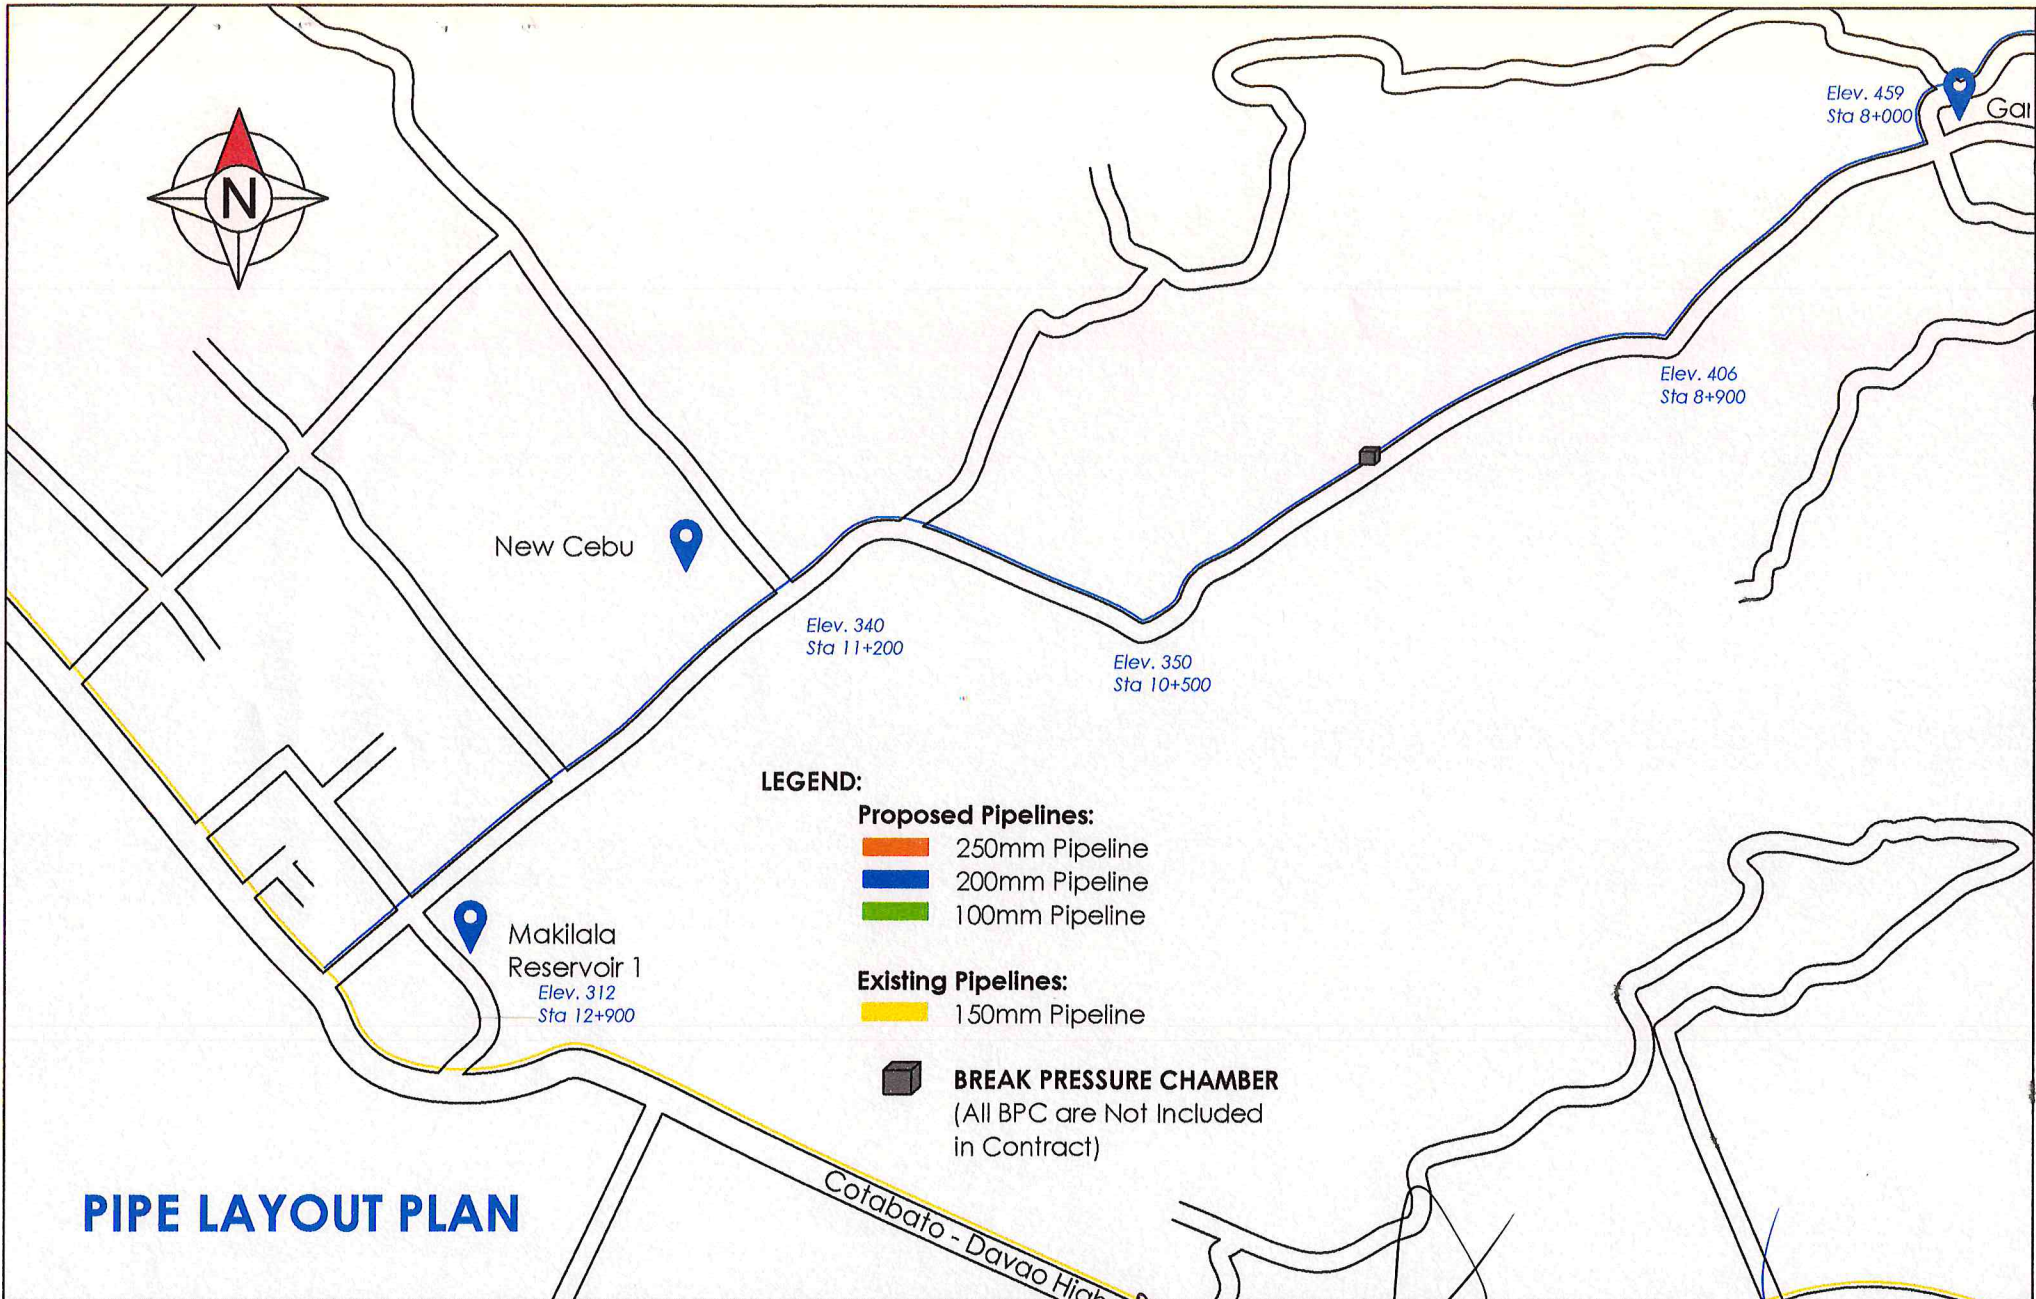 N
Elev. 459
Sta 8+000
Elev. 406
Sta 8+900
New Cebu
Elev. 340
Sta 11+200
Elev. 350
Sta 10+500
LEGEND:
Proposed Pipelines:
250mm Pipeline
200mm Pipeline
100mm Pipeline
Makilala
Reservoir 1
Elev. 312
Sta 12+900
Existing Pipelines:
150mm Pipeline
BREAK PRESSURE CHAMBER
(All BPC are Not Included
in Contract)
PIPE LAYOUT PLAN
Cotabato - Davao High